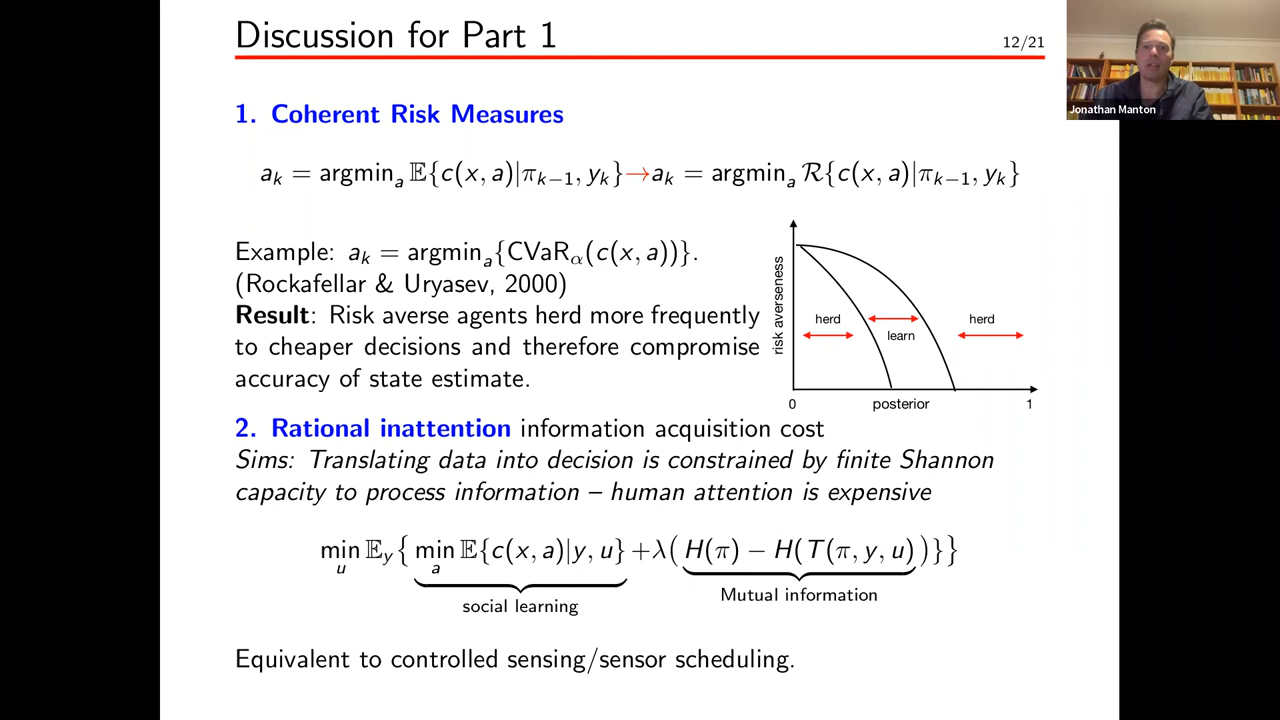 Discussion for Part 1
12/21
Jonathan Manton
1. Coherent Risk Measures
a_k = argmin_a 𝔼{c(x, a)|π_{k−1}, y_k}→a_k = argmin_a ℛ{c(x, a)|π_{k−1}, y_k}
Example: a_k = argmin_a{CVaR_α(c(x, a))}.
(Rockafellar & Uryasev, 2000)
Result: Risk averse agents herd more frequently
to cheaper decisions and therefore compromise
accuracy of state estimate.
risk averseness
herd
learn
herd
0
posterior
1
2. Rational inattention information acquisition cost
Sims: Translating data into decision is constrained by finite Shannon
capacity to process information – human attention is expensive
min_u 𝔼_y{ min_a 𝔼{c(x, a)|y, u} +λ( H(π) − H(T(π, y, u) )}}
social learning
Mutual information
Equivalent to controlled sensing/sensor scheduling.